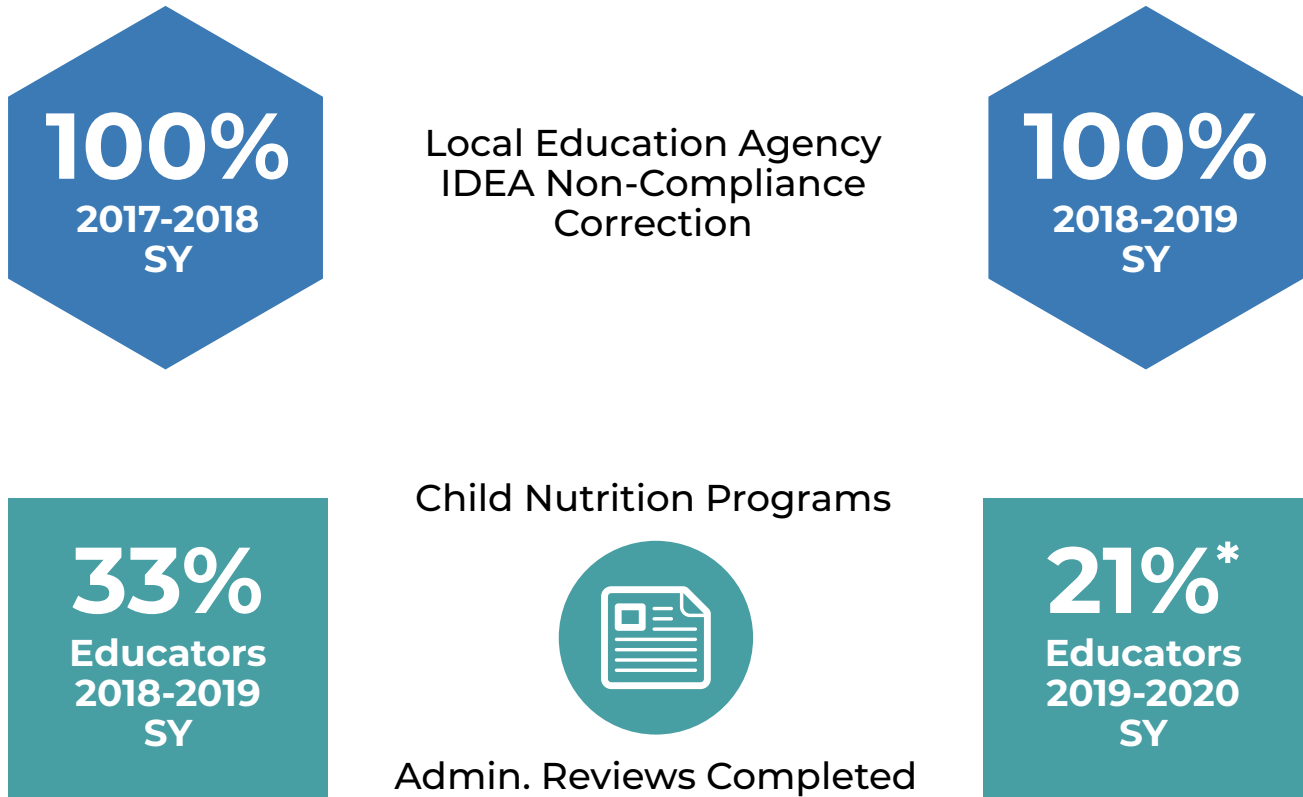 100%
2017-2018
SY
Local Education Agency
IDEA Non-Compliance
Correction
100%
2018-2019
SY
33%
Educators
2018-2019
SY
Child Nutrition Programs
Admin. Reviews Completed
21%*
Educators
2019-2020
SY